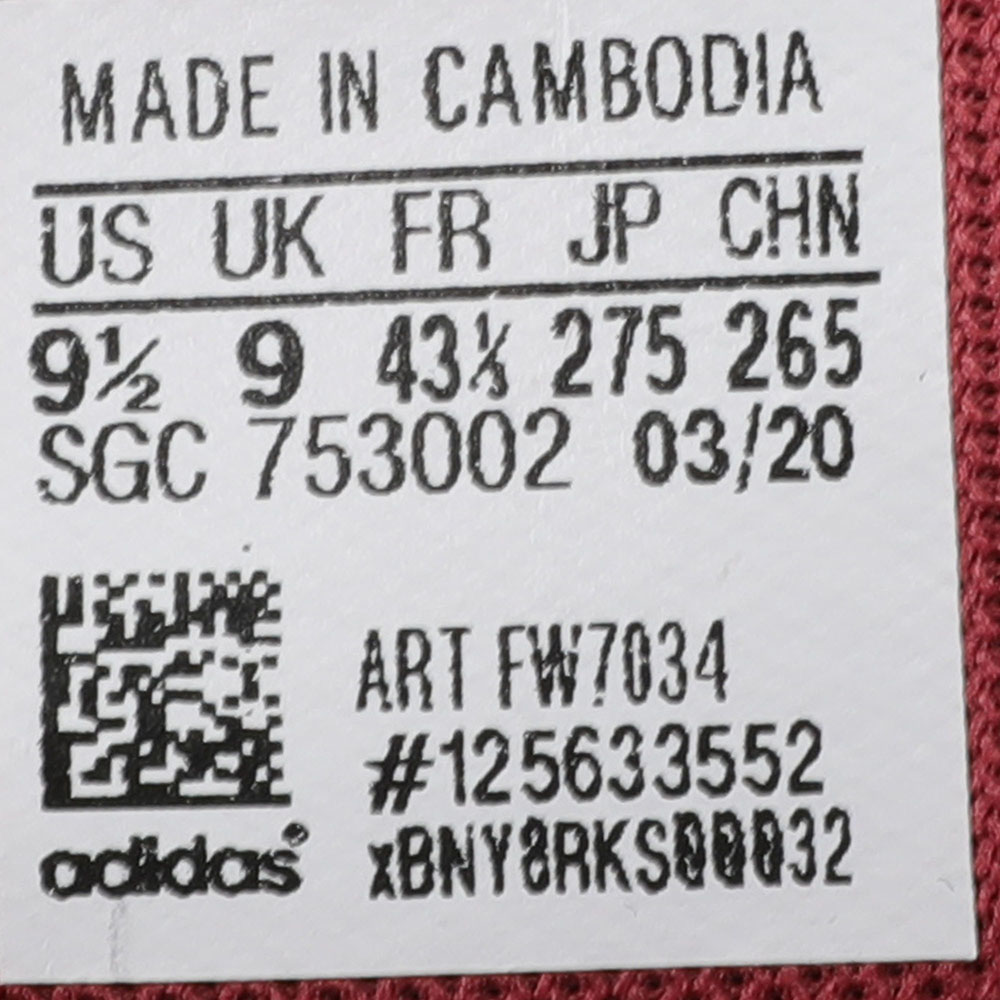 MADE IN CAMBODIA
US UK FR JP CHN
9½ 9 43⅓ 275 265
SGC 753002 03/20
ART FW7034
#125633552
xBNY8RKS00032
adidas®